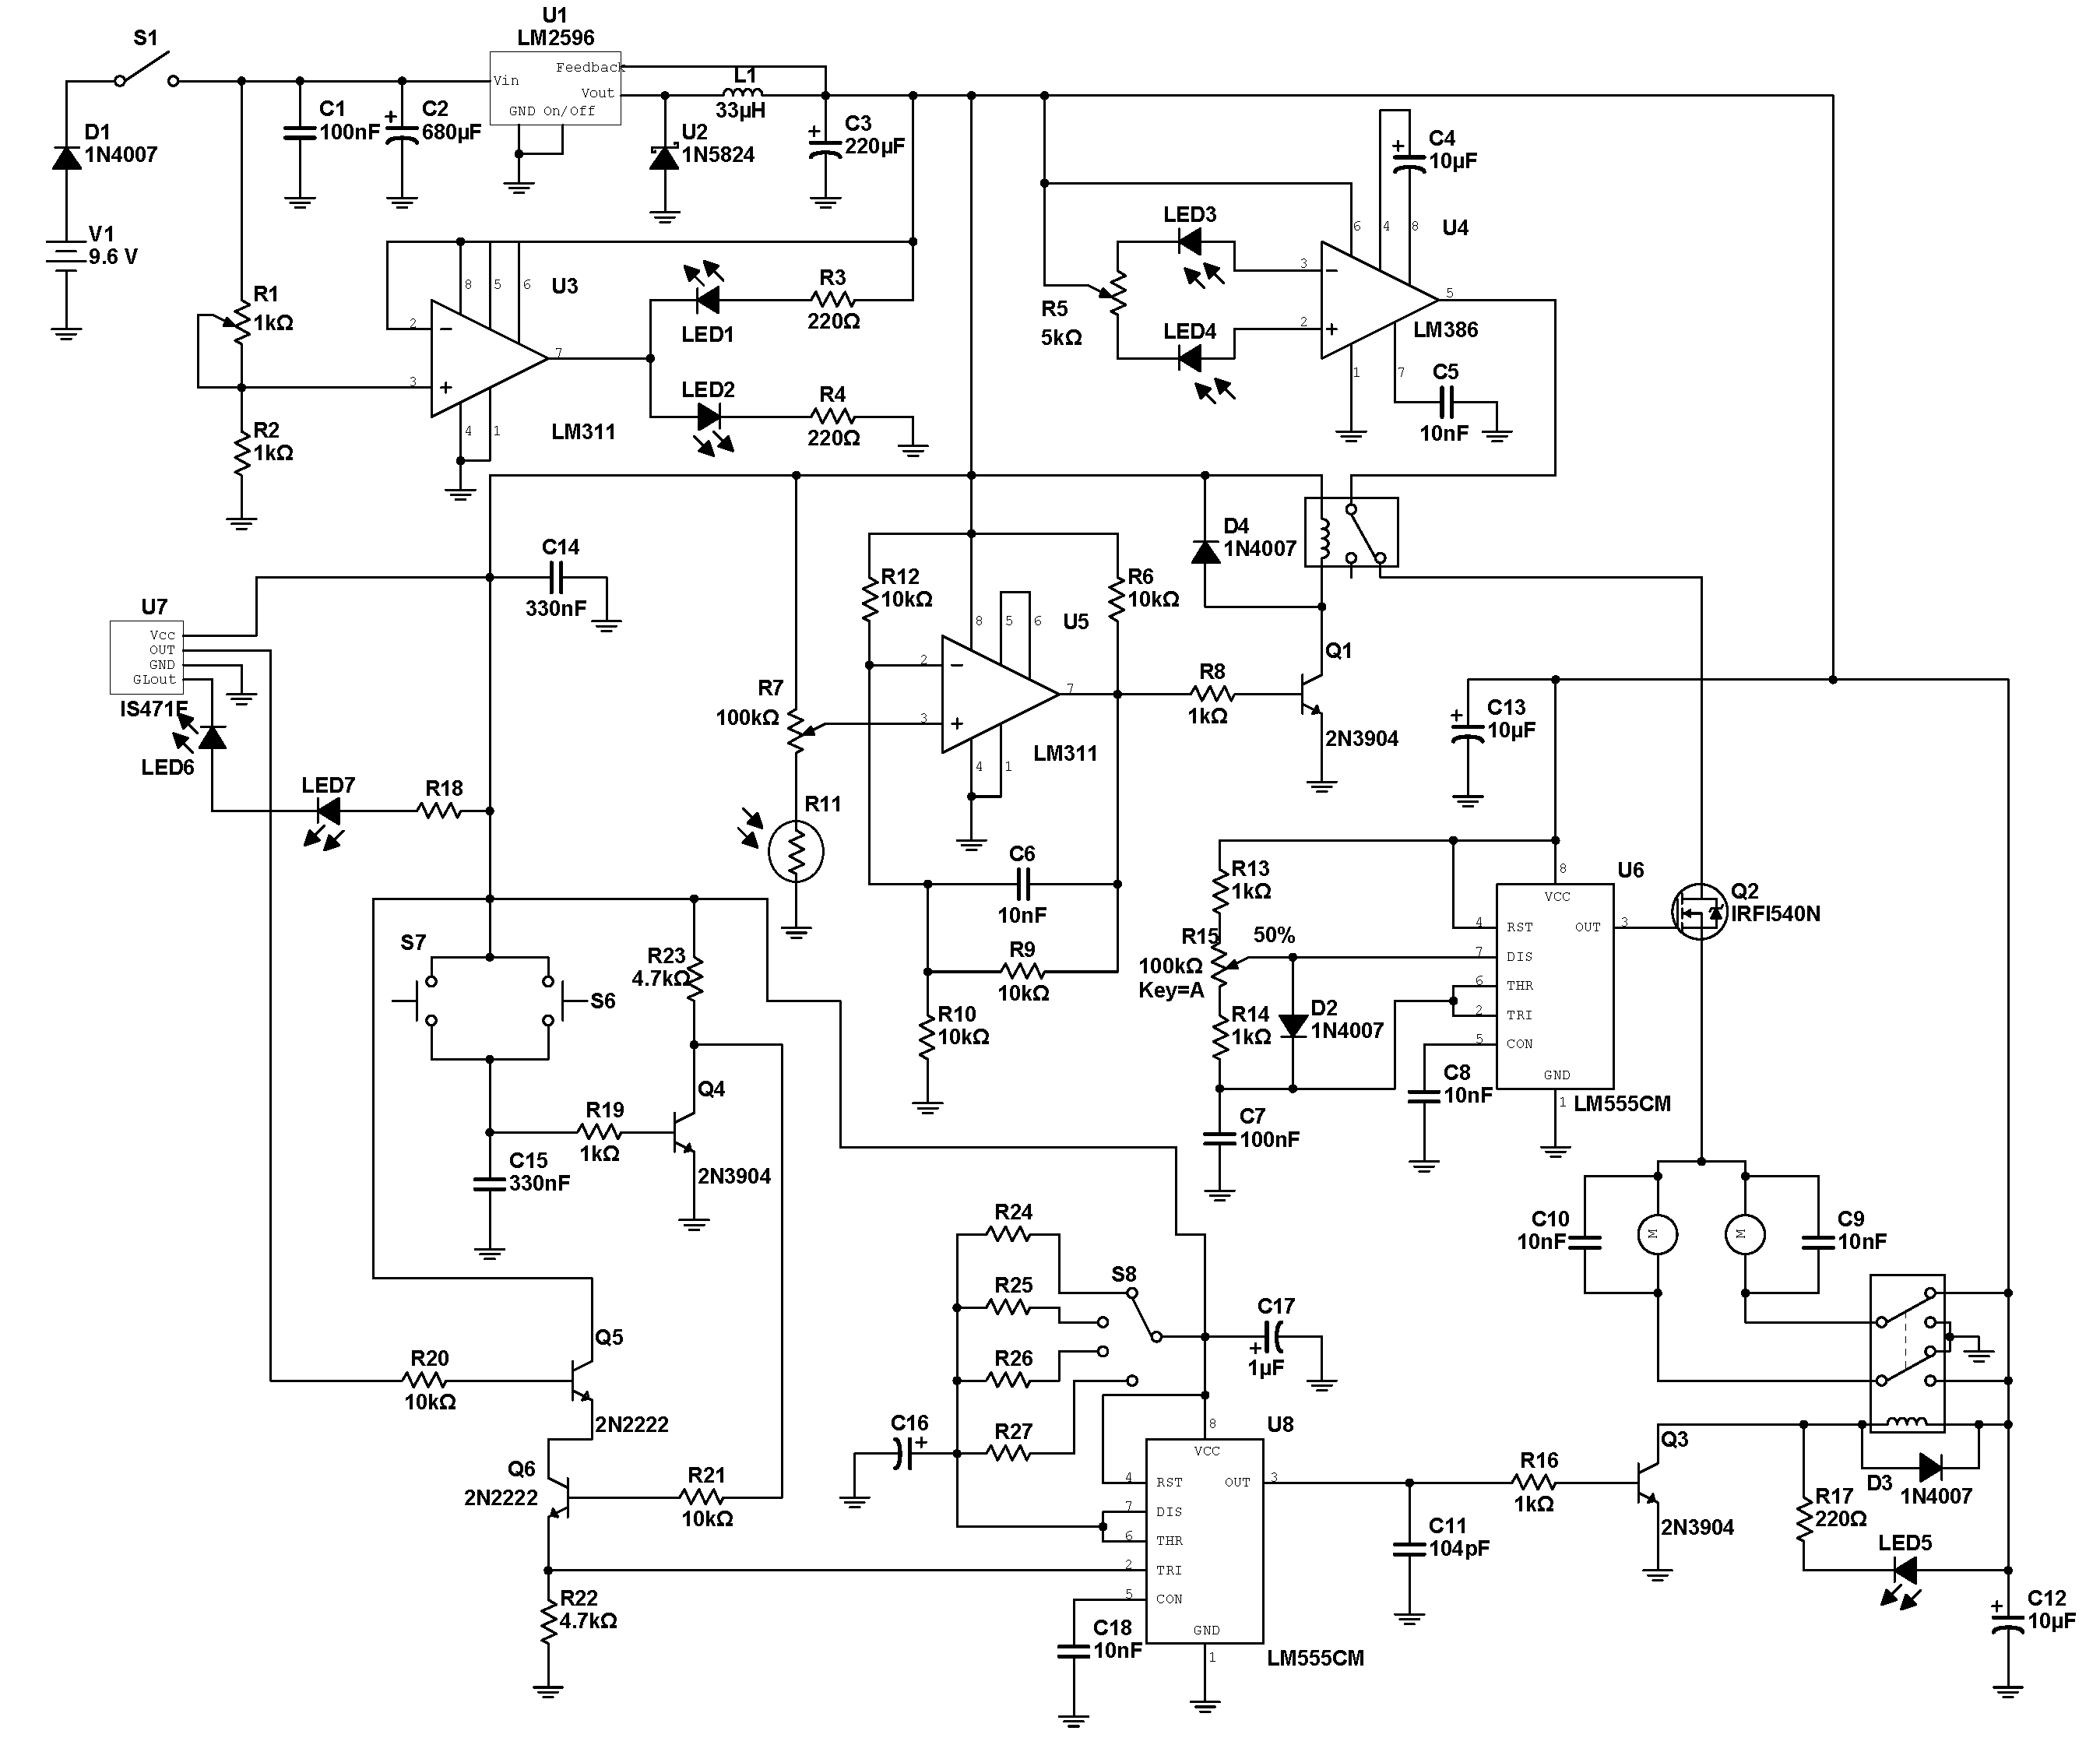 S1
U1
LM2596
Feedback
Vin
Vout
GND On/Off
L1
33µH
C1
100nF
C2
680µF
+
D1
1N4007
U2
1N5824
C3
220µF
+
C4
10µF
+
V1
9.6 V
LED3
6
4
8
U4
R1
1kΩ
8
5
6
U3
R3
220Ω
LED1
3
5
R5
5kΩ
2
LM386
LED4
2
3
7
LED2
R4
220Ω
1
7
C5
10nF
R2
1kΩ
4
1
LM311
C14
330nF
D4
1N4007
R12
10kΩ
R6
10kΩ
U7
Vcc
OUT
GND
GLout
IS471F
8
5
6
U5
Q1
2
3
7
R7
100kΩ
R8
1kΩ
2N3904
C13
10µF
+
LED6
4
1
LM311
LED7
R18
R11
C6
10nF
R13
1kΩ
8
U6
VCC
Q2
IRFI540N
S7
R23
4.7kΩ
R9
10kΩ
R15
100kΩ
Key=A
50%
4
RST
OUT
3
7
DIS
6
THR
2
TRI
5
CON
GND
1
LM555CM
S6
R10
10kΩ
R14
1kΩ
D2
1N4007
C8
10nF
Q4
R19
1kΩ
C7
100nF
C15
330nF
2N3904
R24
C10
10nF
M
M
C9
10nF
R25
S8
C17
1µF
+
Q5
R20
10kΩ
R26
2N2222
C16
+
R27
8
U8
VCC
Q3
Q6
2N2222
R21
10kΩ
4
RST
OUT
3
7
DIS
6
THR
2
TRI
5
CON
GND
1
LM555CM
R16
1kΩ
D3
1N4007
R17
220Ω
C11
104pF
2N3904
LED5
R22
4.7kΩ
C12
10µF
+
C18
10nF